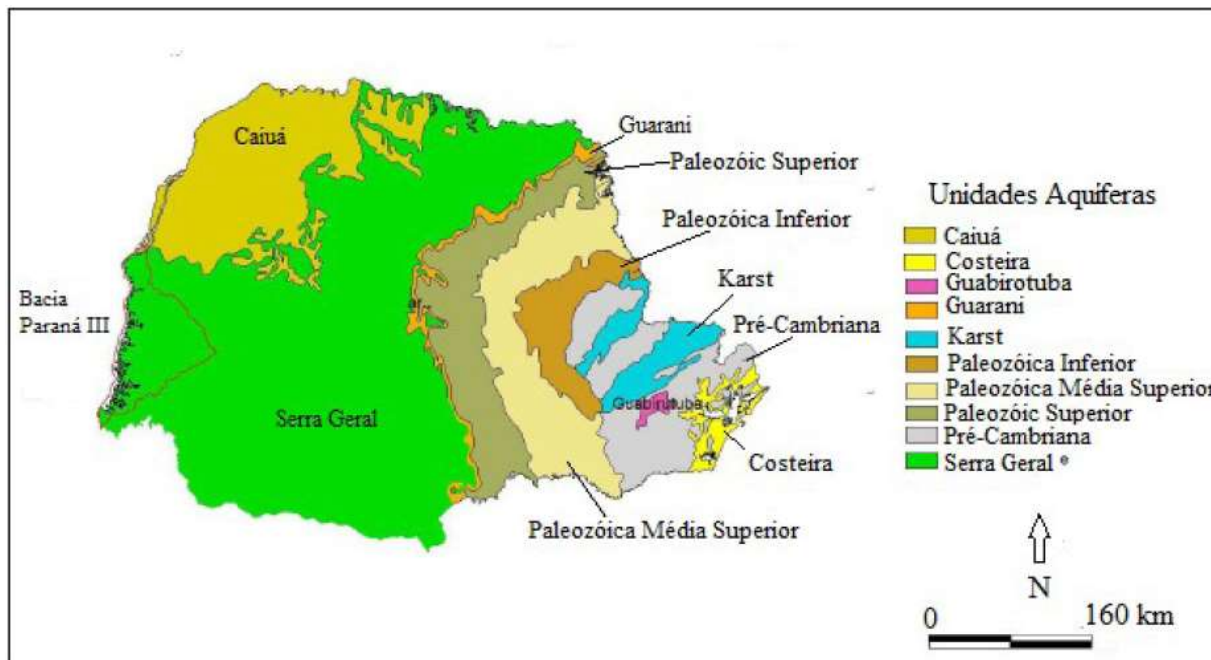 Caiuá
Guarani
Paleozóic Superior
Paleozóica Inferior
Karst
Pré-Cambriana
Bacia
Paraná III
Serra Geral
Guabirutuba
Costeira
Paleozóica Média Superior
Unidades Aquíferas
Caiuá
Costeira
Guabirotuba
Guarani
Karst
Paleozóica Inferior
Paleozóica Média Superior
Paleozóic Superior
Pré-Cambriana
Serra Geral
N
0 160 km